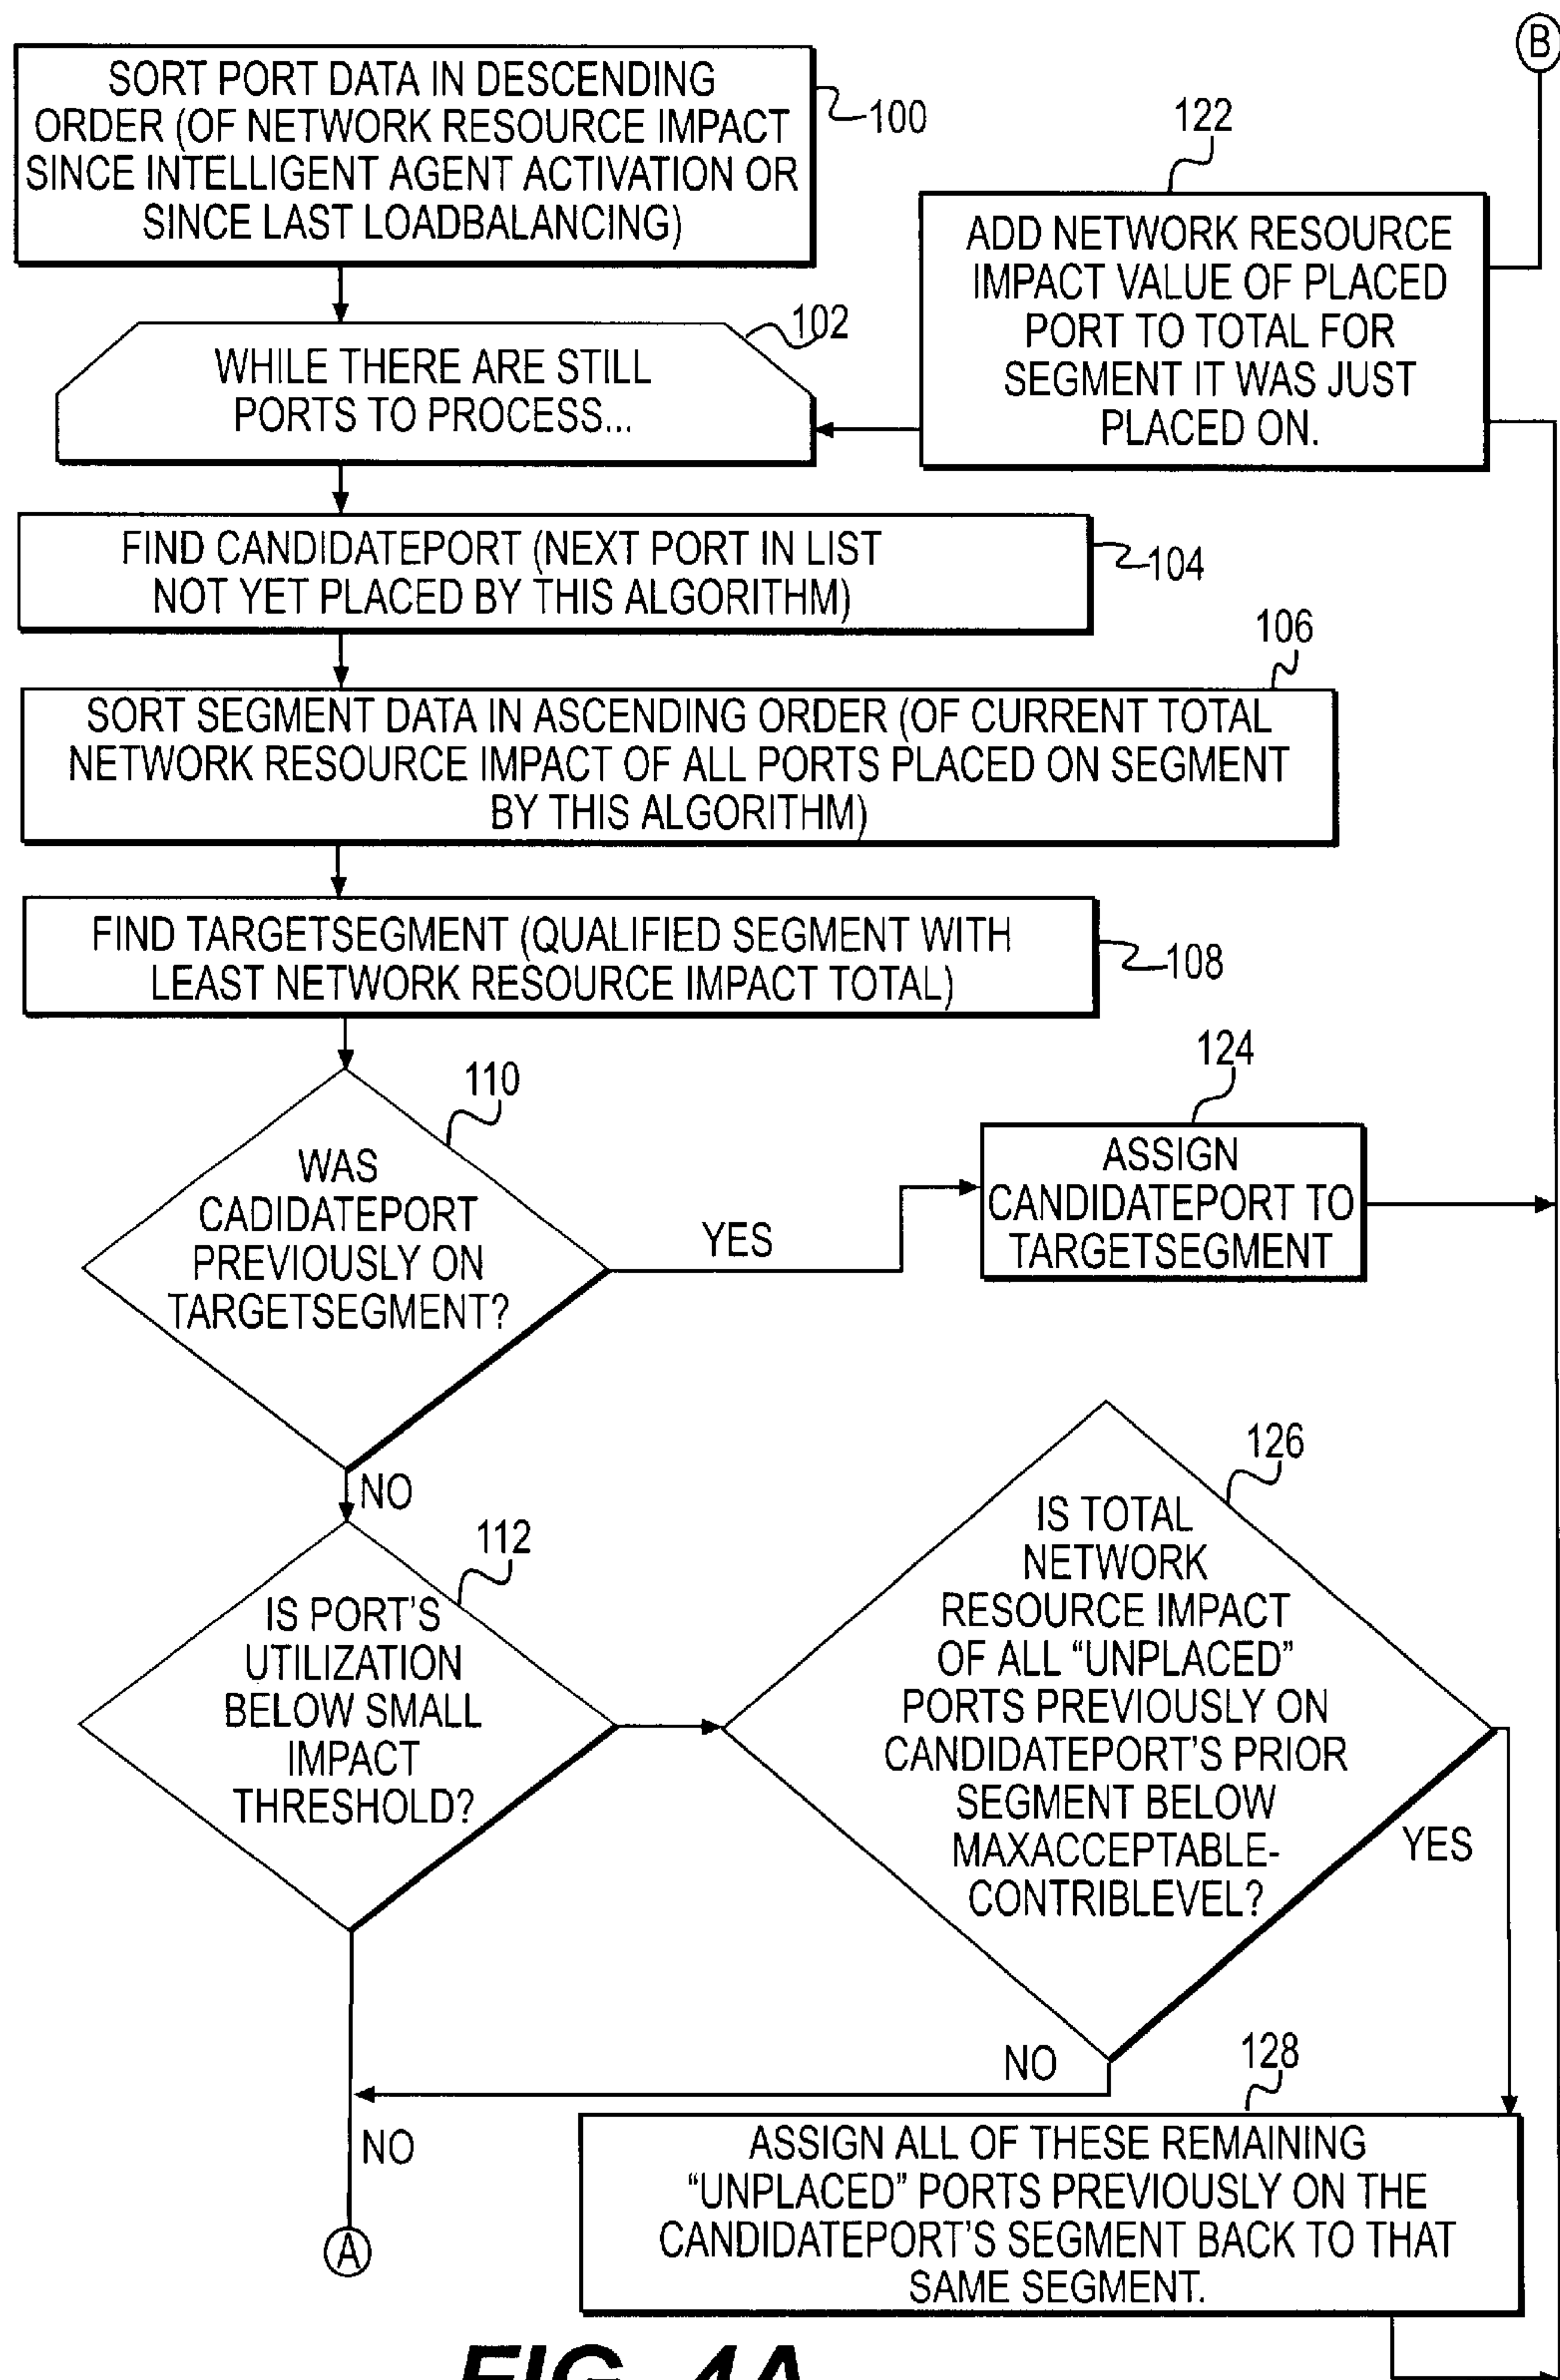 SORT PORT DATA IN DESCENDING
ORDER (OF NETWORK RESOURCE IMPACT
SINCE INTELLIGENT AGENT ACTIVATION OR
SINCE LAST LOADBALANCING)
100
B
122
ADD NETWORK RESOURCE
IMPACT VALUE OF PLACED
PORT TO TOTAL FOR
SEGMENT IT WAS JUST
PLACED ON.
102
WHILE THERE ARE STILL
PORTS TO PROCESS...
FIND CANDIDATEPORT (NEXT PORT IN LIST
NOT YET PLACED BY THIS ALGORITHM)
104
106
SORT SEGMENT DATA IN ASCENDING ORDER (OF CURRENT TOTAL
NETWORK RESOURCE IMPACT OF ALL PORTS PLACED ON SEGMENT
BY THIS ALGORITHM)
FIND TARGETSEGMENT (QUALIFIED SEGMENT WITH
LEAST NETWORK RESOURCE IMPACT TOTAL)
108
110
WAS
CADIDATEPORT
PREVIOUSLY ON
TARGETSEGMENT?
YES
124
ASSIGN
CANDIDATEPORT TO
TARGETSEGMENT
NO
112
IS PORT'S
UTILIZATION
BELOW SMALL
IMPACT
THRESHOLD?
126
IS TOTAL
NETWORK
RESOURCE IMPACT
OF ALL “UNPLACED”
PORTS PREVIOUSLY ON
CANDIDATEPORT'S PRIOR
SEGMENT BELOW
MAXACCEPTABLE-
CONTRIBLEVEL?
YES
NO
NO
128
ASSIGN ALL OF THESE REMAINING
“UNPLACED” PORTS PREVIOUSLY ON THE
CANDIDATEPORT'S SEGMENT BACK TO THAT
SAME SEGMENT.
A
FIG. 4A